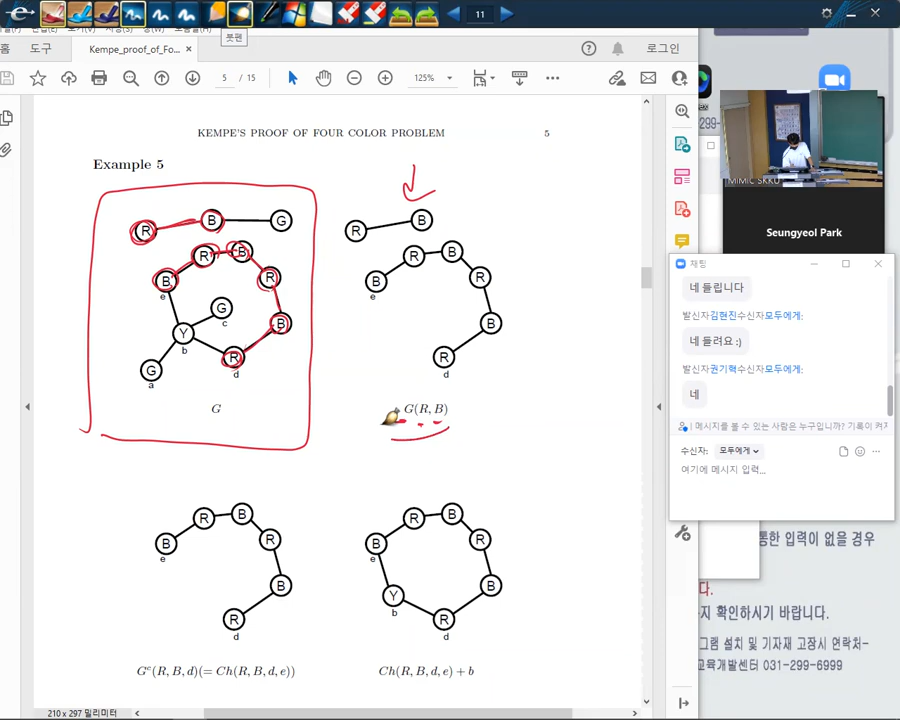 11
풋펜
홈 도구
Kempe_proof_of_Fou... ×
로그인
5 / 15
125%
KEMPE'S PROOF OF FOUR COLOR PROBLEM 5
Example 5
R B G
R B
B R B R B R
e
Y
b
G
c
G
a
d
G
R B
B R B R B R
e
d
G(R, B)
B R B R B R
e
d
G^c(R, B, d)(= Ch(R, B, d, e))
B R B R B R
e
Y
b
d
Ch(R, B, d, e) + b
210 x 297 밀리미터
MIMIC SKKU
Seungyeol Park
채팅
네 들립니다
발신자김현진수신자모두에게:
네 들려요 :)
발신자권기혁수신자모두에게:
네
메시지를 볼 수 있는 사람은 누구입니까? 기록이 켜져
수신자: 모두에게
여기에 메시지 입력...
통한 입력이 없을 경우
다.
지 확인하시기 바랍니다.
그램 설치 및 기자재 고장시 연락처-
교육개발센터 031-299-6999